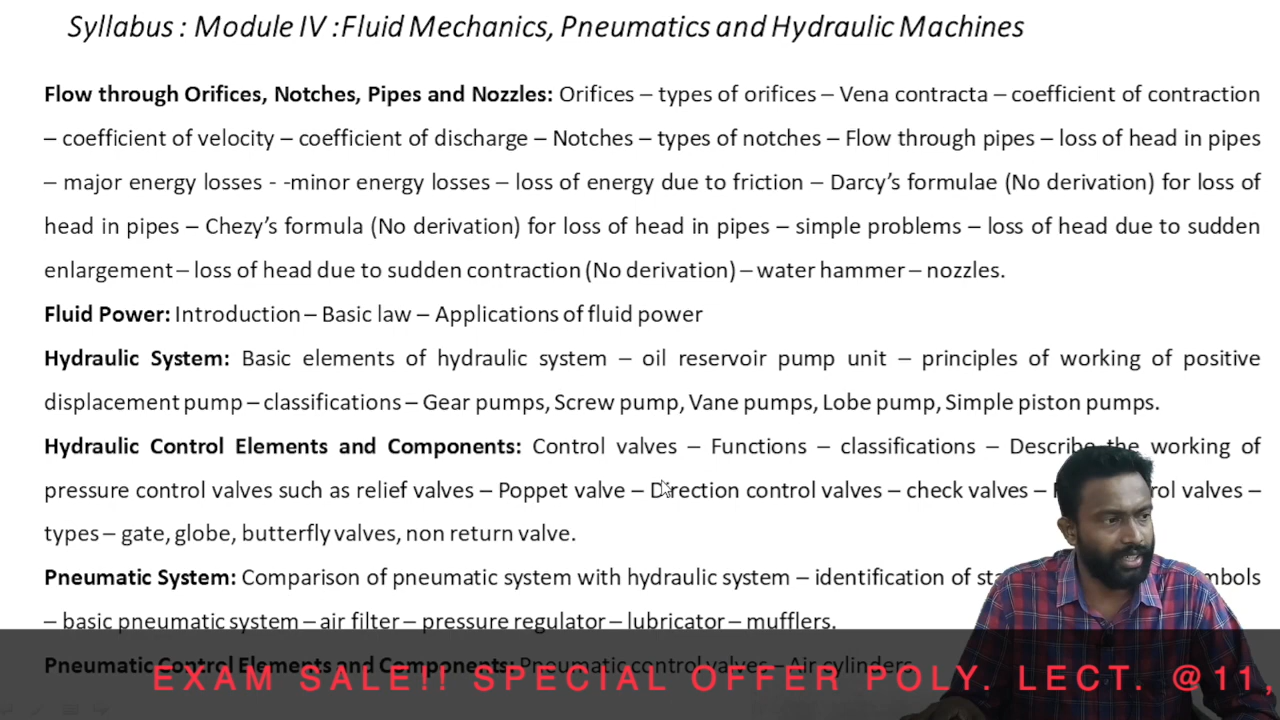 Syllabus : Module IV :Fluid Mechanics, Pneumatics and Hydraulic Machines
Flow through Orifices, Notches, Pipes and Nozzles: Orifices – types of orifices – Vena contracta – coefficient of contraction
– coefficient of velocity – coefficient of discharge – Notches – types of notches – Flow through pipes – loss of head in pipes
– major energy losses - -minor energy losses – loss of energy due to friction – Darcy’s formulae (No derivation) for loss of
head in pipes – Chezy’s formula (No derivation) for loss of head in pipes – simple problems – loss of head due to sudden
enlargement – loss of head due to sudden contraction (No derivation) – water hammer – nozzles.
Fluid Power: Introduction – Basic law – Applications of fluid power
Hydraulic System: Basic elements of hydraulic system – oil reservoir pump unit – principles of working of positive
displacement pump – classifications – Gear pumps, Screw pump, Vane pumps, Lobe pump, Simple piston pumps.
Hydraulic Control Elements and Components: Control valves – Functions – classifications – Describe the working of
pressure control valves such as relief valves – Poppet valve – Direction control valves – check valves – valves –
types – gate, globe, butterfly valves, non return valve.
Pneumatic System: Comparison of pneumatic system with hydraulic system – identification of
– basic pneumatic system – air filter – pressure regulator – lubricator – mufflers.
Pneumatic Control Elements and Components: Pneumatic control valves – Air cylinders
EXAM SALE!! SPECIAL OFFER POLY. LECT. @11,